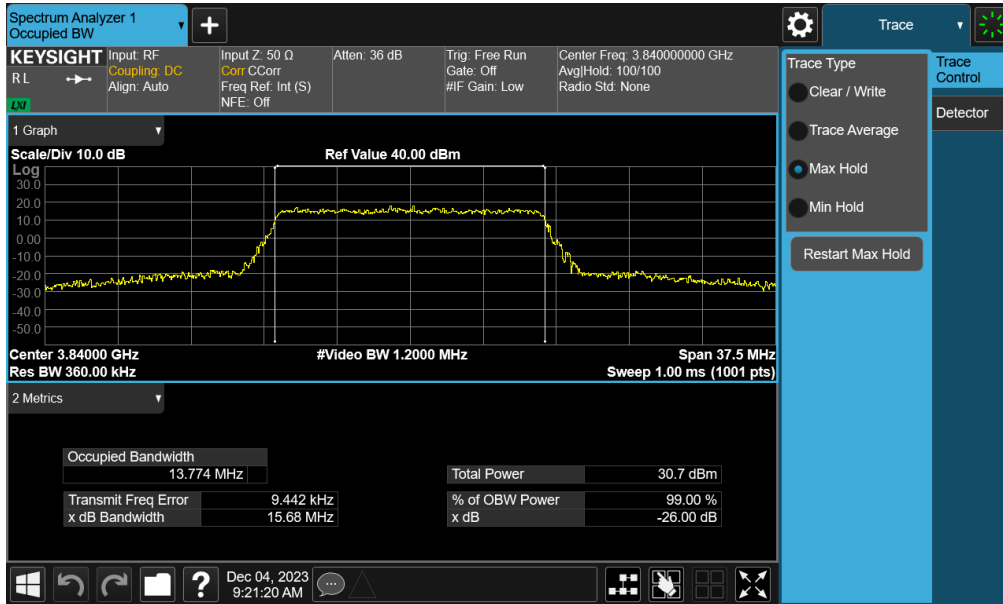 Spectrum Analyzer 1
Occupied BW
+
Trace
KEYSIGHT
R L
LXI
Input: RF
Coupling: DC
Align: Auto
Input Z: 50 Ω
Corr CCorr
Freq Ref: Int (S)
NFE: Off
Atten: 36 dB
Trig: Free Run
Gate: Off
#IF Gain: Low
Center Freq: 3.840000000 GHz
Avg|Hold: 100/100
Radio Std: None
Trace Type
Clear / Write
Trace Average
Max Hold
Min Hold
Restart Max Hold
Trace
Control
Detector
1 Graph
Scale/Div 10.0 dB
Ref Value 40.00 dBm
Log
30.0
20.0
10.0
0.00
-10.0
-20.0
-30.0
-40.0
-50.0
Center 3.84000 GHz
#Video BW 1.2000 MHz
Span 37.5 MHz
Res BW 360.00 kHz
Sweep 1.00 ms (1001 pts)
2 Metrics
Occupied Bandwidth
13.774 MHz
Total Power 30.7 dBm
Transmit Freq Error 9.442 kHz
% of OBW Power 99.00 %
x dB Bandwidth 15.68 MHz
x dB -26.00 dB
?
Dec 04, 2023
9:21:20 AM